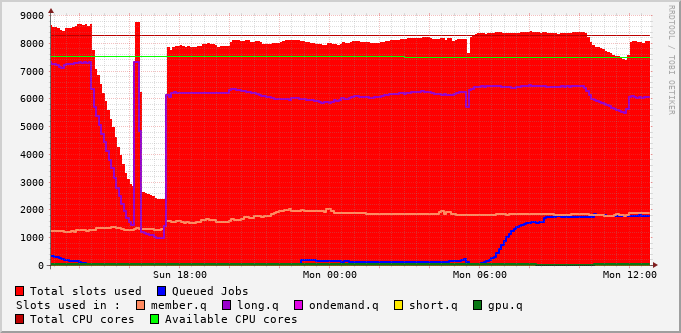 9000
8000
7000
6000
5000
4000
3000
2000
1000
0
Sun 18:00 Mon 00:00 Mon 06:00 Mon 12:00
Total slots used Queued Jobs
Slots used in : member.q long.q ondemand.q short.q gpu.q
Total CPU cores Available CPU cores
RRDTOOL / TOBI OETIKER